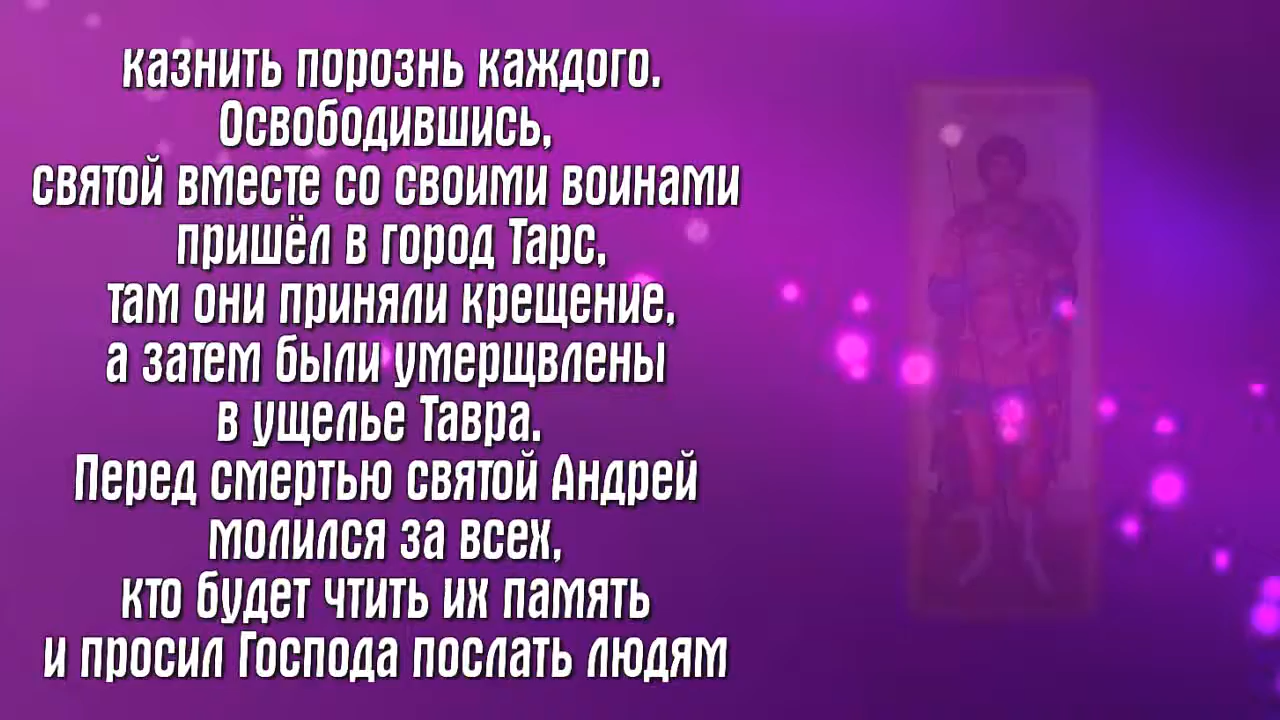 казнить порознь каждого.
Освободившись,
святой вместе со своими воинами
пришёл в город Тарс,
там они приняли крещение,
а затем были умерщвлены
в ущелье Тавра.
Перед смертью святой Андрей
молился за всех,
кто будет чтить их память
и просил Господа послать людям